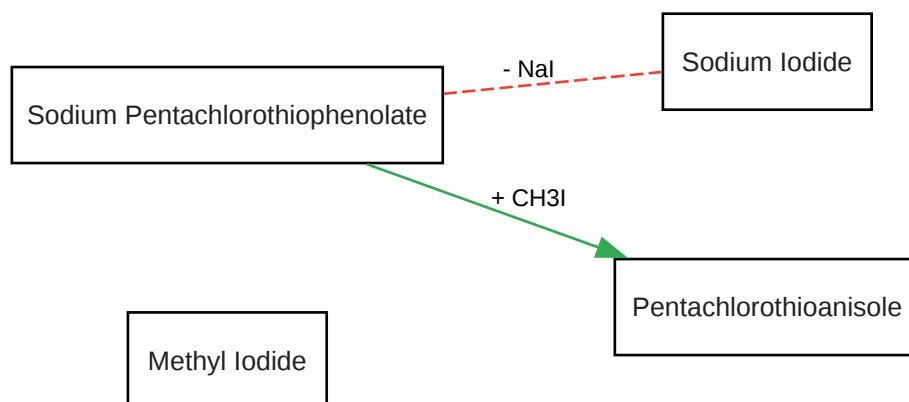 Sodium Iodide
- NaI
Sodium Pentachlorothiophenolate
+ CH3I
Pentachlorothioanisole
Methyl Iodide